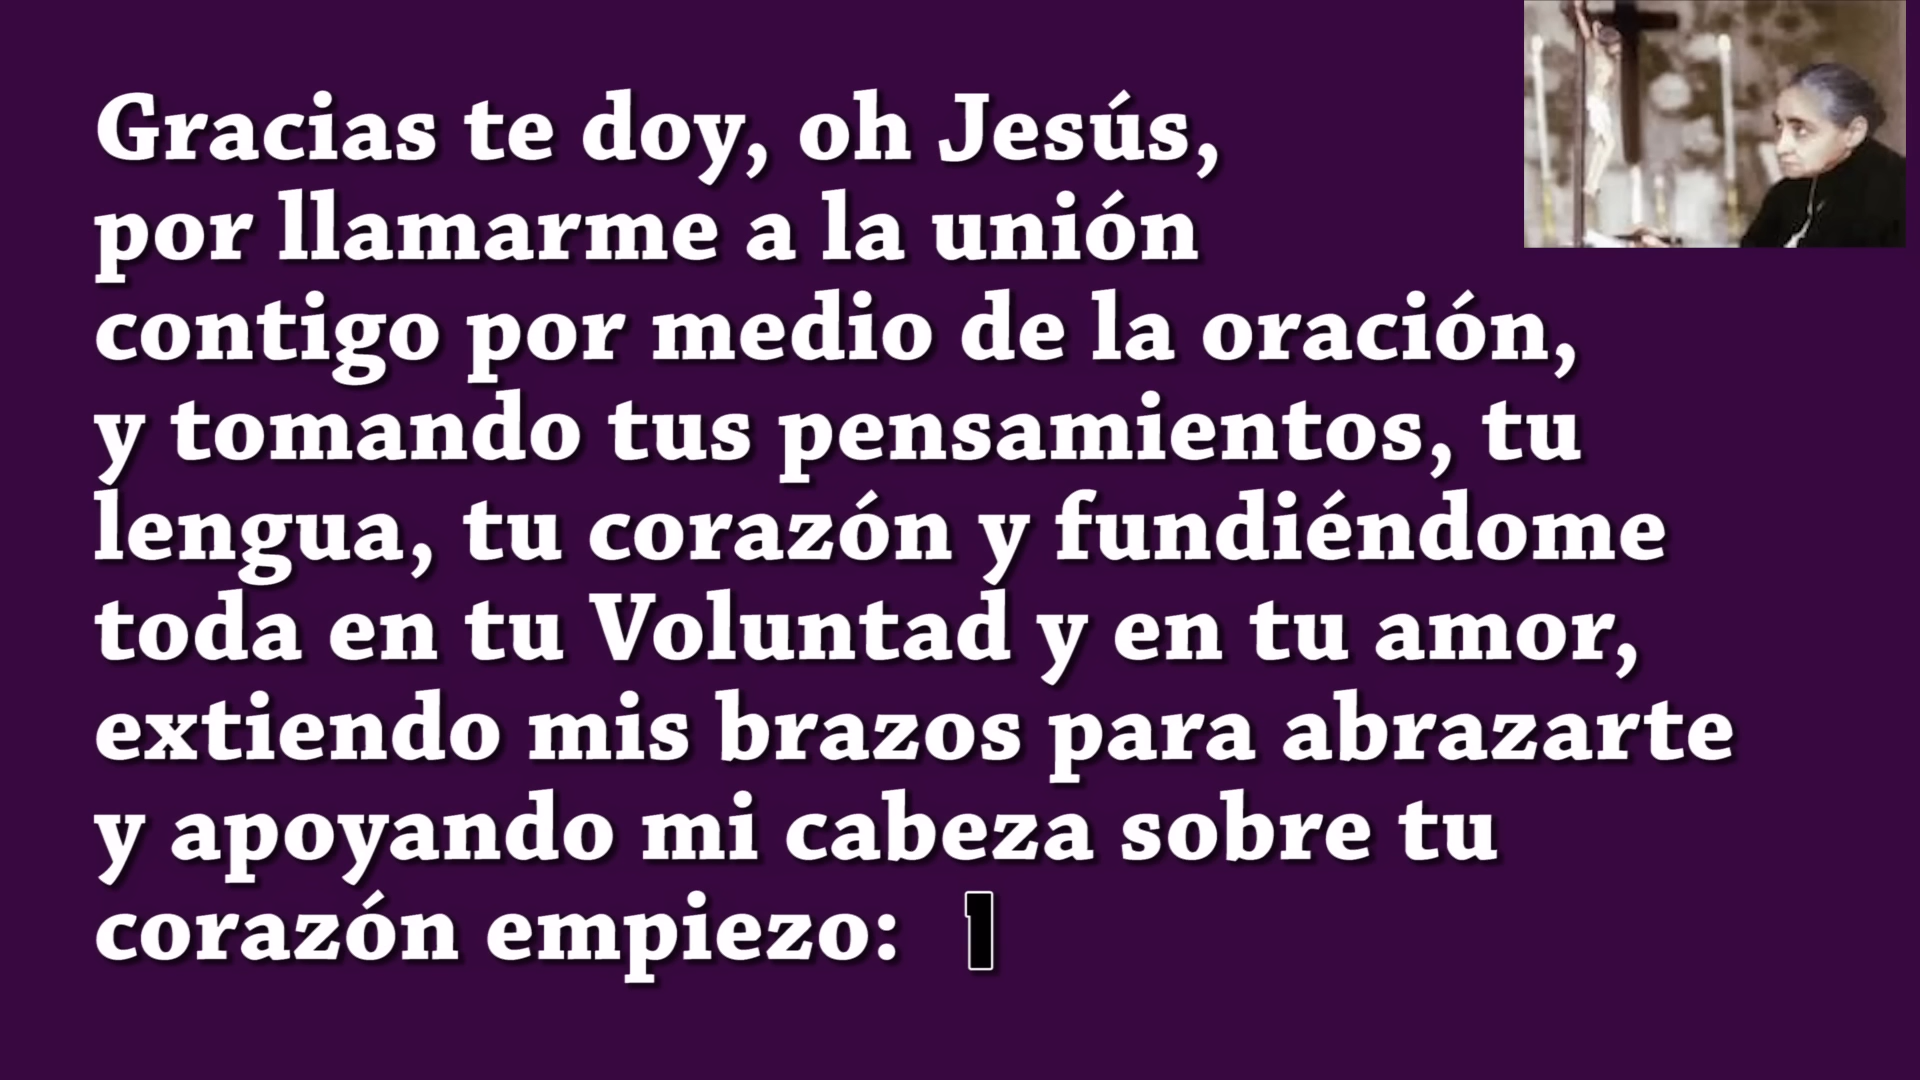 Gracias te doy, oh Jesús,
por llamarme a la unión
contigo por medio de la oración,
y tomando tus pensamientos, tu
lengua, tu corazón y fundiéndome
toda en tu Voluntad y en tu amor,
extiendo mis brazos para abrazarte
y apoyando mi cabeza sobre tu
corazón empiezo: 1